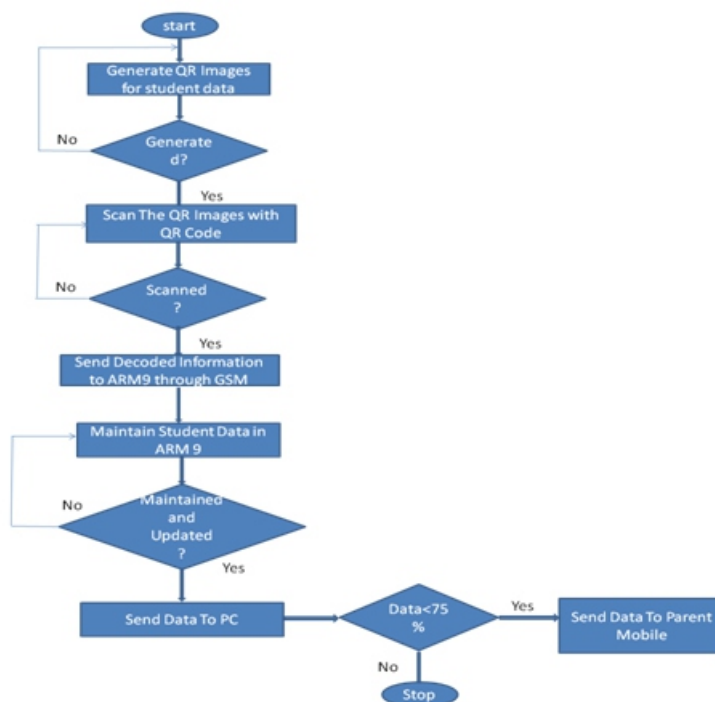 start
Generate QR Images
for student data
No
Generate
d?
Yes
Scan The QR Images with
QR Code
No
Scanned
?
Yes
Send Decoded Information
to ARM9 through GSM
Maintain Student Data in
ARM 9
No
Maintained
and
Updated
?
Yes
Send Data To PC
Data<75
%
Yes
Send Data To Parent
Mobile
No
Stop